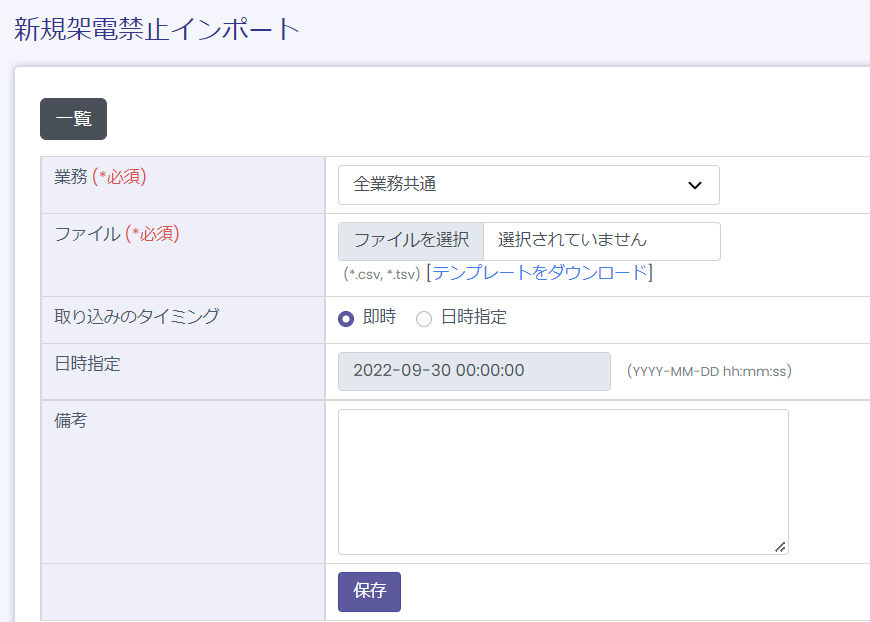 新規架電禁止インポート
一覧
業務 (*必須)
全業務共通
ファイル (*必須)
ファイルを選択 選択されていません
(*.csv, *.tsv) [テンプレートをダウンロード]
取り込みのタイミング
即時 日時指定
日時指定
2022-09-30 00:00:00 (YYYY-MM-DD hh:mm:ss)
備考
保存